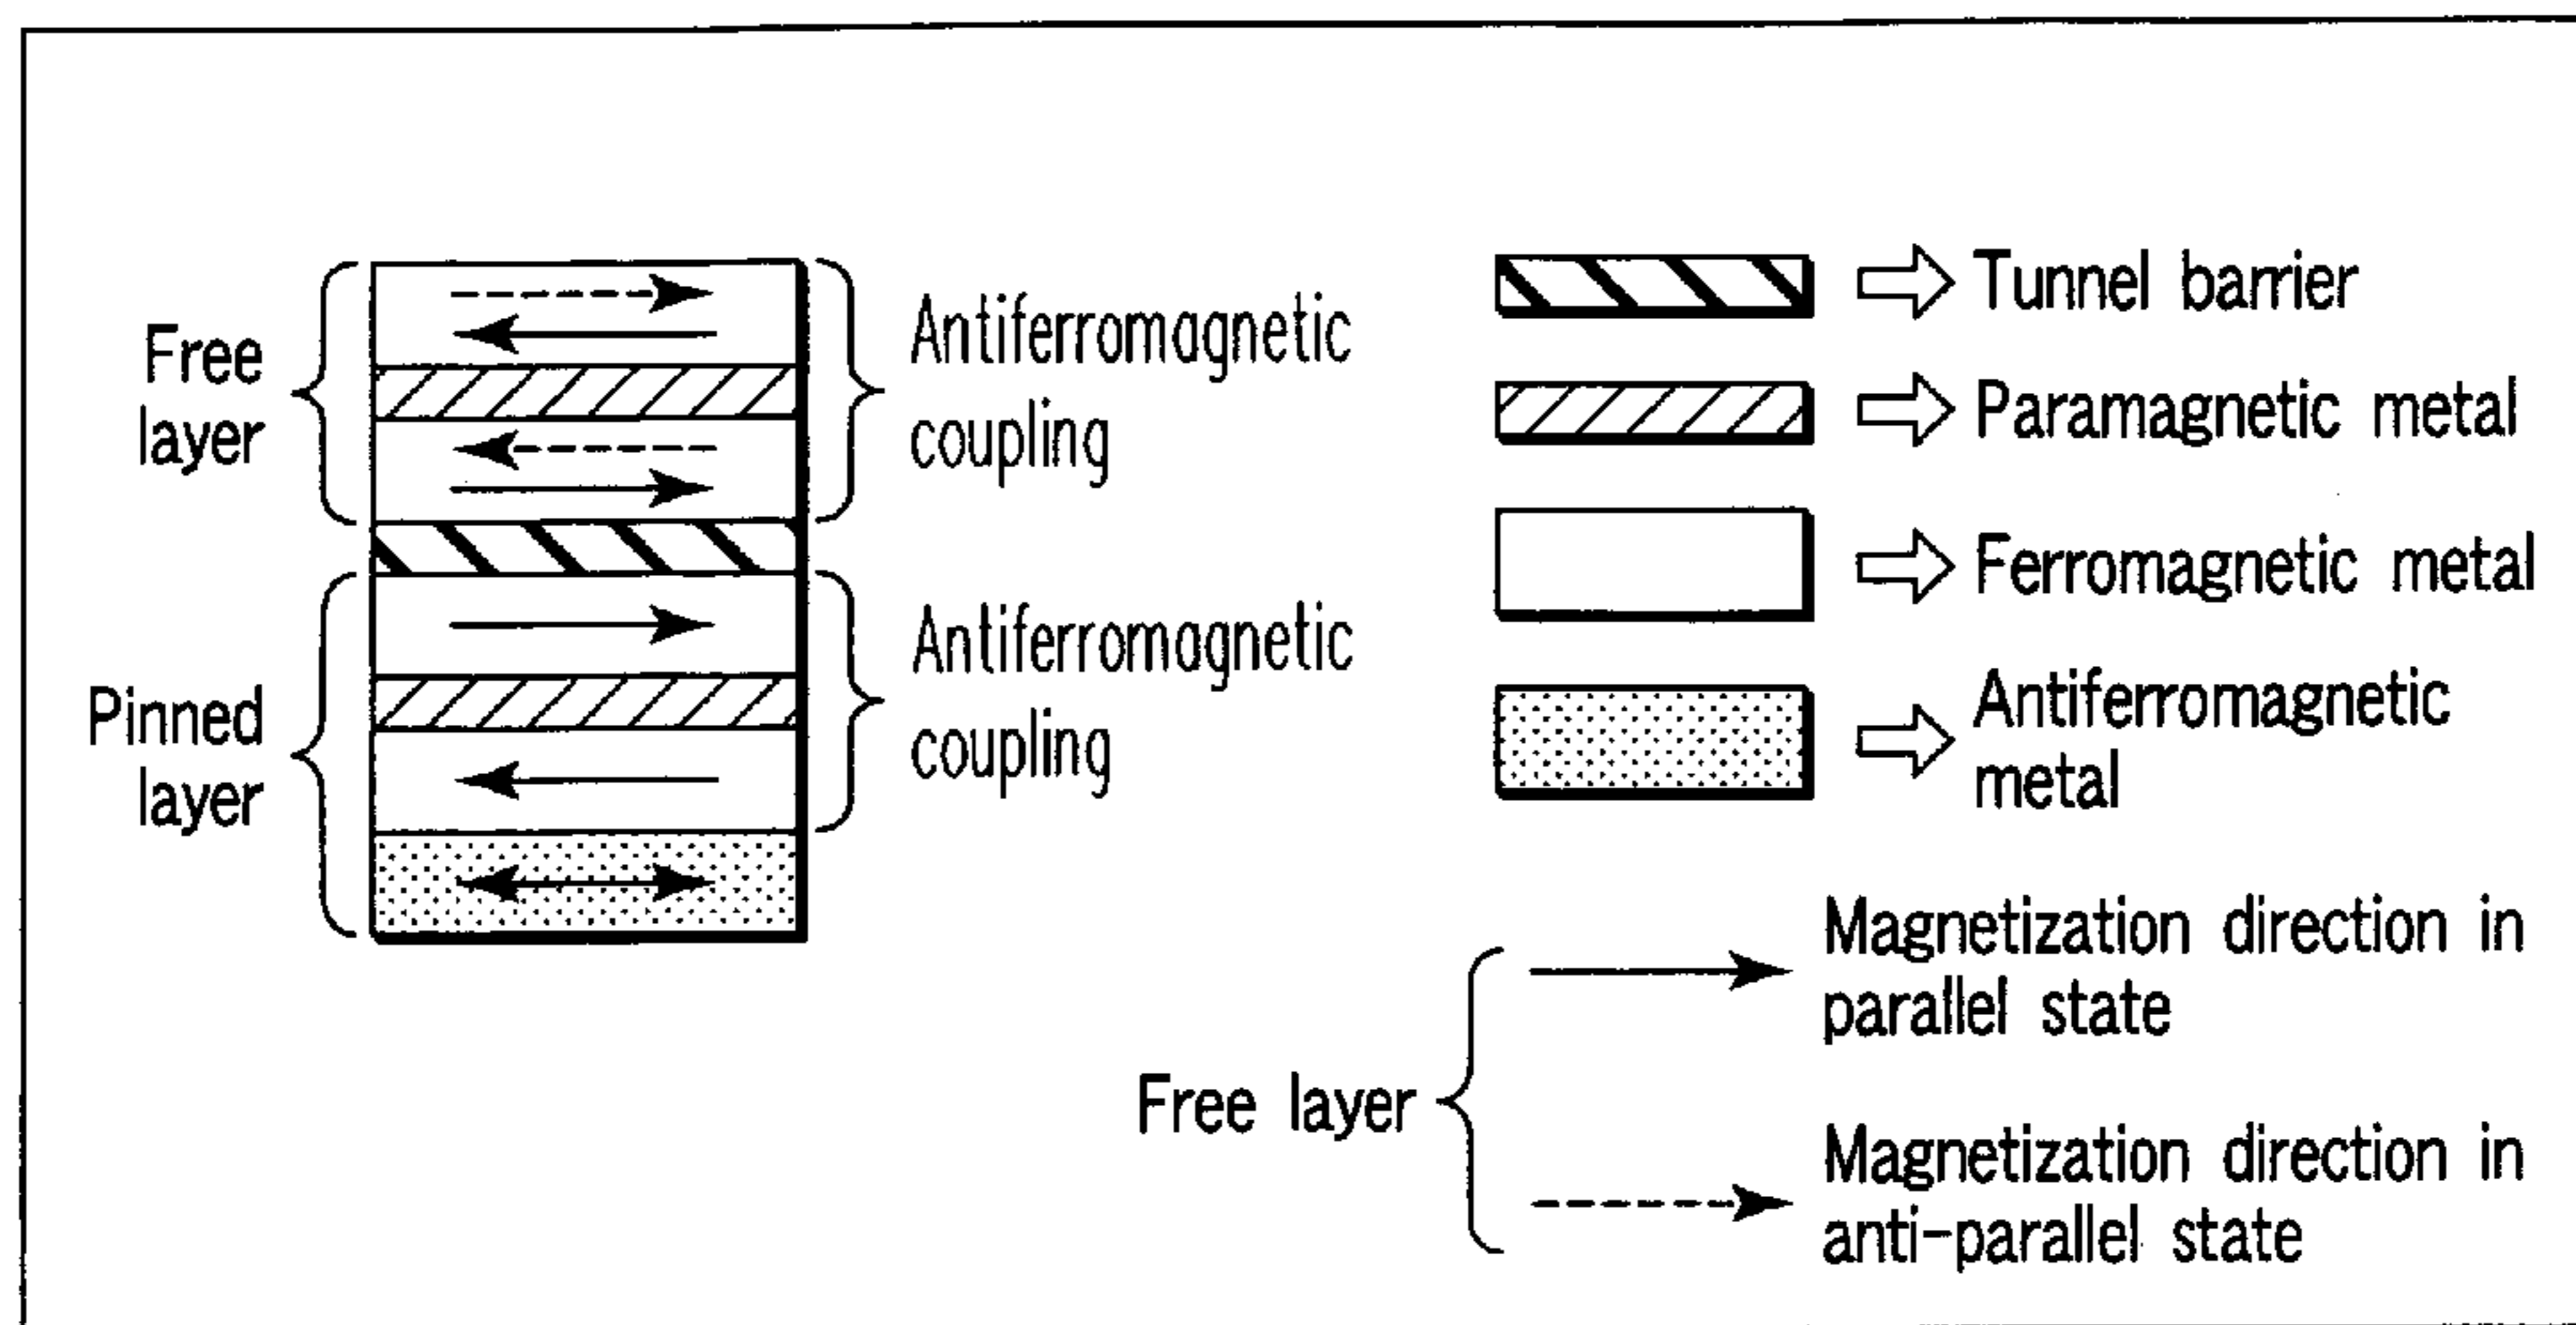 Free
layer
Antiferromagnetic
coupling
Pinned
layer
Antiferromagnetic
coupling
Tunnel barrier
Paramagnetic metal
Ferromagnetic metal
Antiferromagnetic
metal
Free layer
Magnetization direction in
parallel state
Magnetization direction in
anti-parallel state